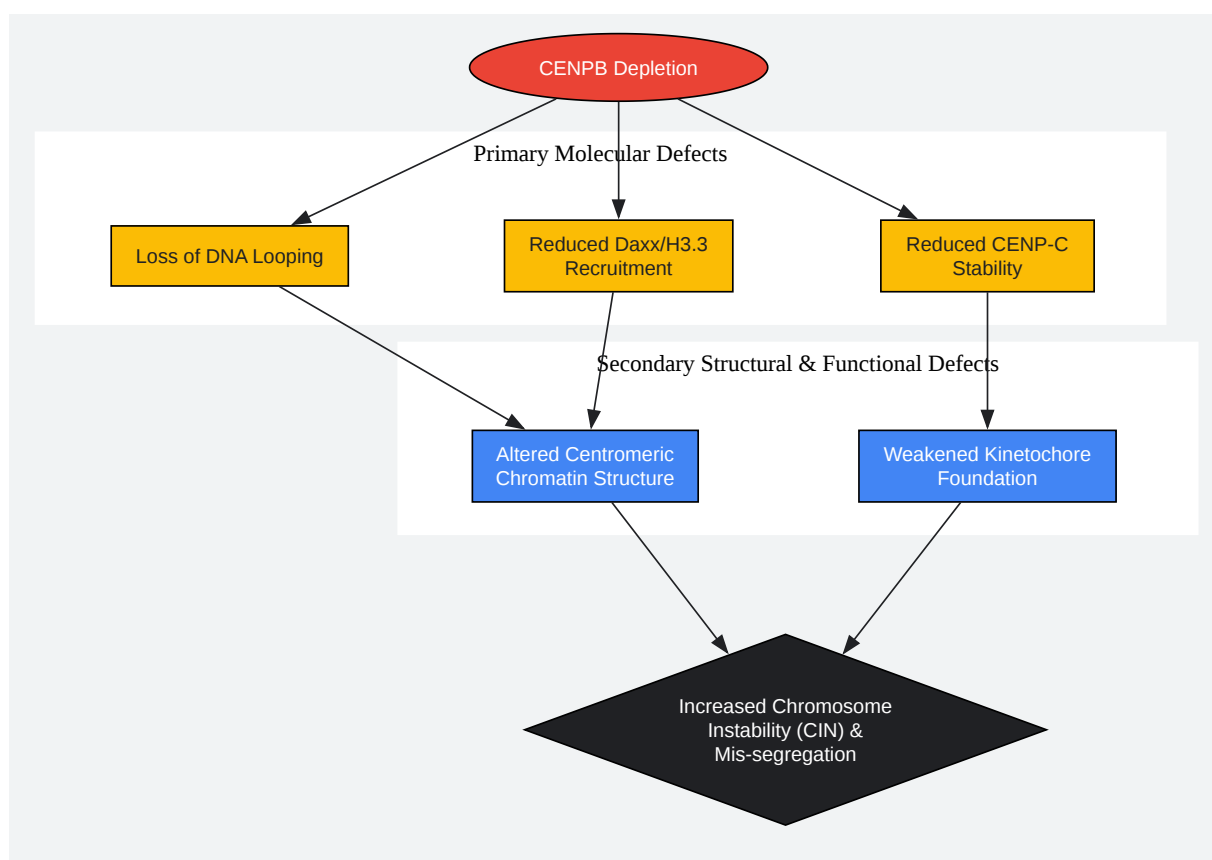 CENPB Depletion
Primary Molecular Defects
Loss of DNA Looping
Reduced Daxx/H3.3
Recruitment
Reduced CENP-C
Stability
Secondary Structural & Functional Defects
Altered Centromeric
Chromatin Structure
Weakened Kinetochore
Foundation
Increased Chromosome
Instability (CIN) &
Mis-segregation